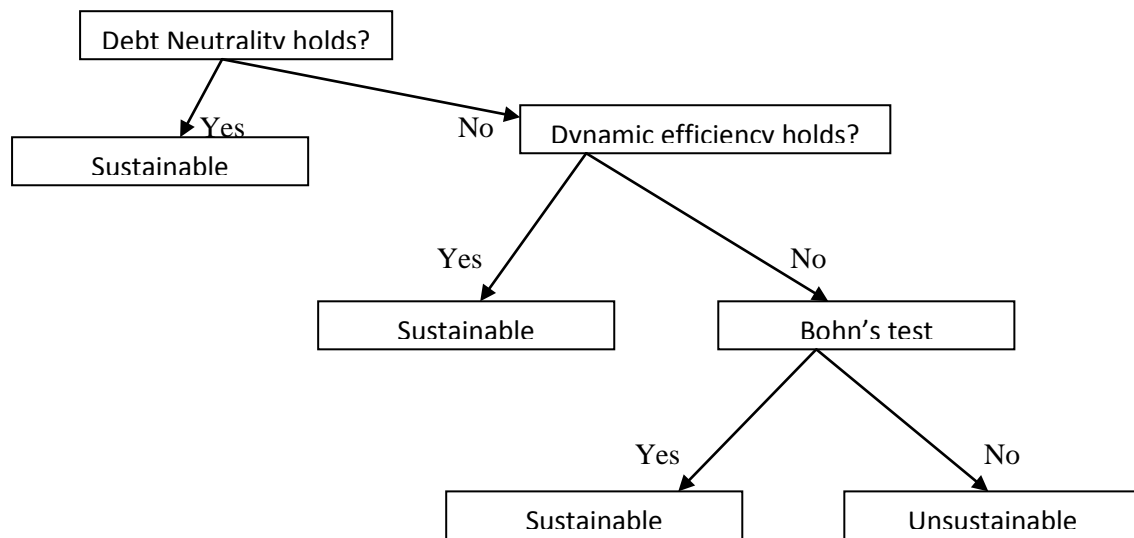 Debt Neutrality holds?
Yes
No
Sustainable
Dynamic efficiency holds?
Yes
No
Sustainable
Bohn's test
Yes
No
Sustainable
Unsustainable